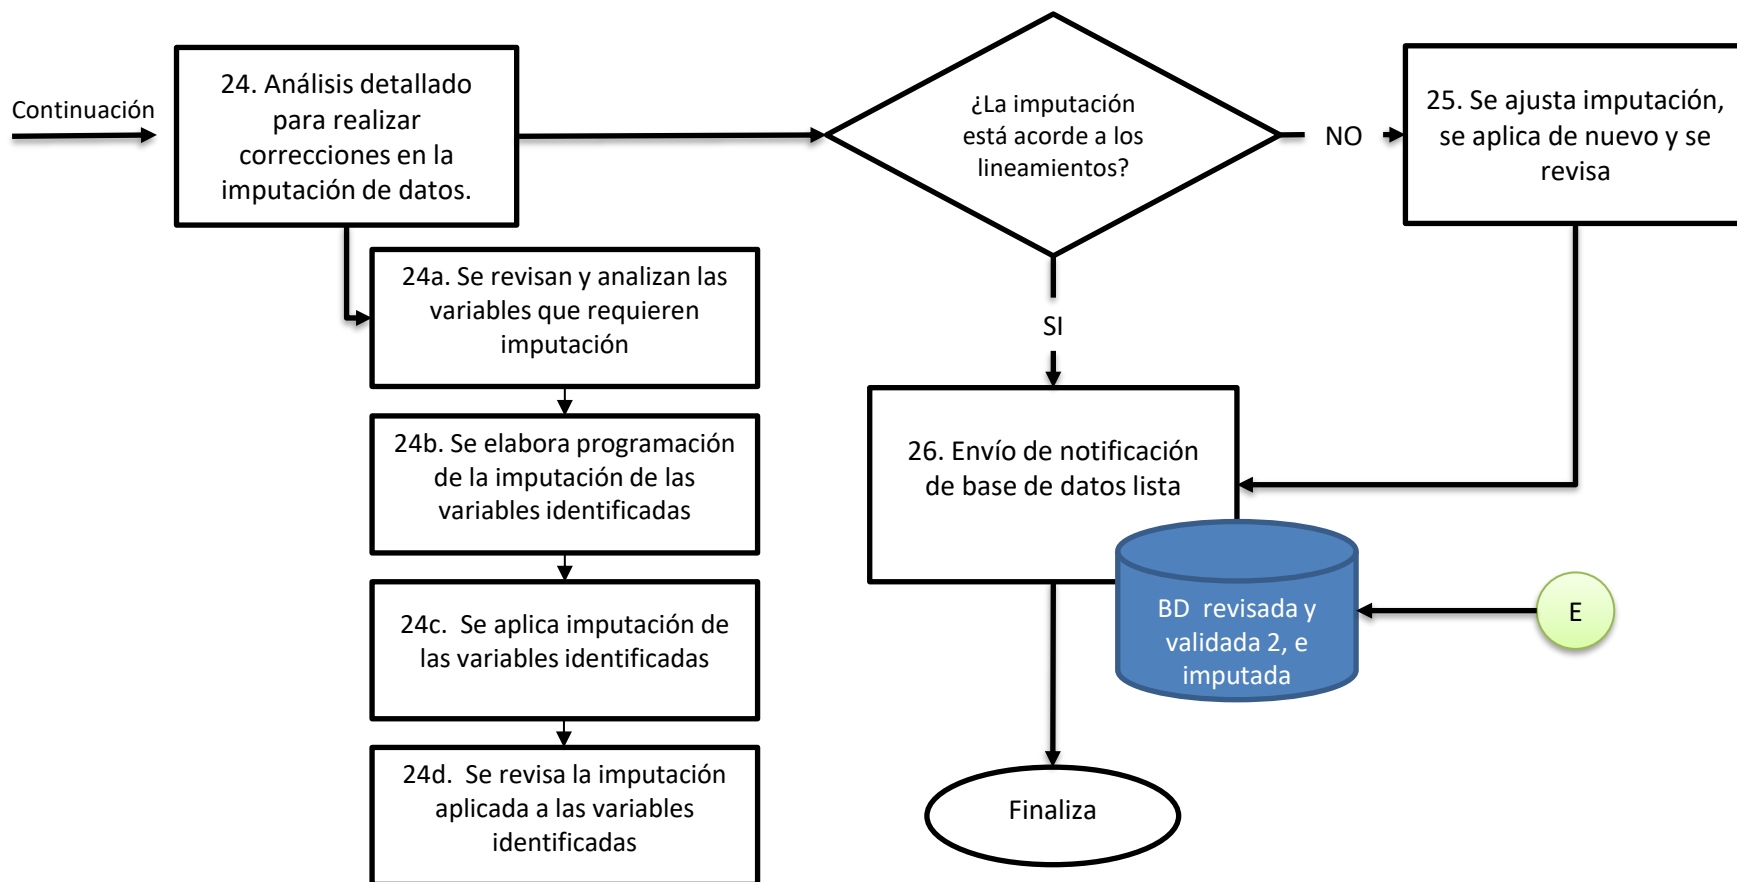 Continuación
24. Análisis detallado
para realizar
correcciones en la
imputación de datos.
¿La imputación
está acorde a los
lineamientos?
NO
25. Se ajusta imputación,
se aplica de nuevo y se
revisa
24a. Se revisan y analizan las
variables que requieren
imputación
SI
24b. Se elabora programación
de la imputación de las
variables identificadas
26. Envío de notificación
de base de datos lista
24c. Se aplica imputación de
las variables identificadas
BD revisada y
validada 2, e
imputada
E
24d. Se revisa la imputación
aplicada a las variables
identificadas
Finaliza